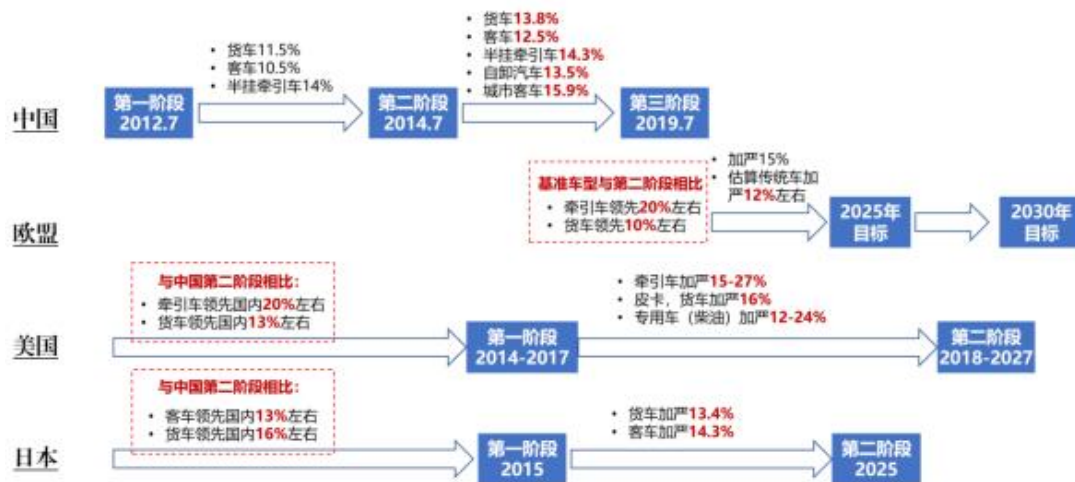 中国
第一阶段
2012.7
• 货车11.5%
• 客车10.5%
• 半挂牵引车14%
第二阶段
2014.7
• 货车13.8%
• 客车12.5%
• 半挂牵引车14.3%
• 自卸汽车13.5%
• 城市客车15.9%
第三阶段
2019.7
欧盟
基准车型与第二阶段相比
• 牵引车领先20%左右
• 货车领先10%左右
• 加严15%
• 估算传统车加
严12%左右
2025年
目标
2030年
目标
美国
与中国第二阶段相比：
• 牵引车领先国内20%左右
• 货车领先国内13%左右
第一阶段
2014-2017
• 牵引车加严15-27%
• 皮卡，货车加严16%
• 专用车（柴油）加严12-24%
第二阶段
2018-2027
日本
与中国第二阶段相比：
• 客车领先国内13%左右
• 货车领先国内16%左右
第一阶段
2015
• 货车加严13.4%
• 客车加严14.3%
第二阶段
2025